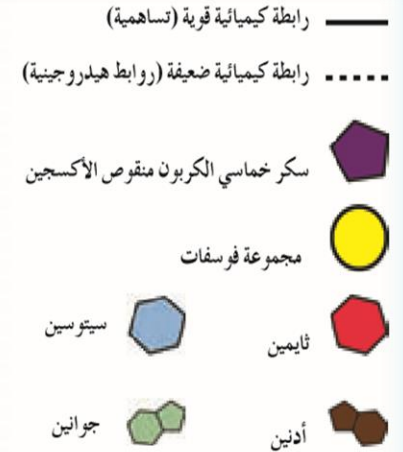 رابطة كيميائية قوية (تساهمية)
رابطة كيميائية ضعيفة (روابط هيدروجينية)
سكر خماسي الكربون منقوص الأكسجين
مجموعة فوسفات
ثايمين
سيتوسين
أدنين
جوانين